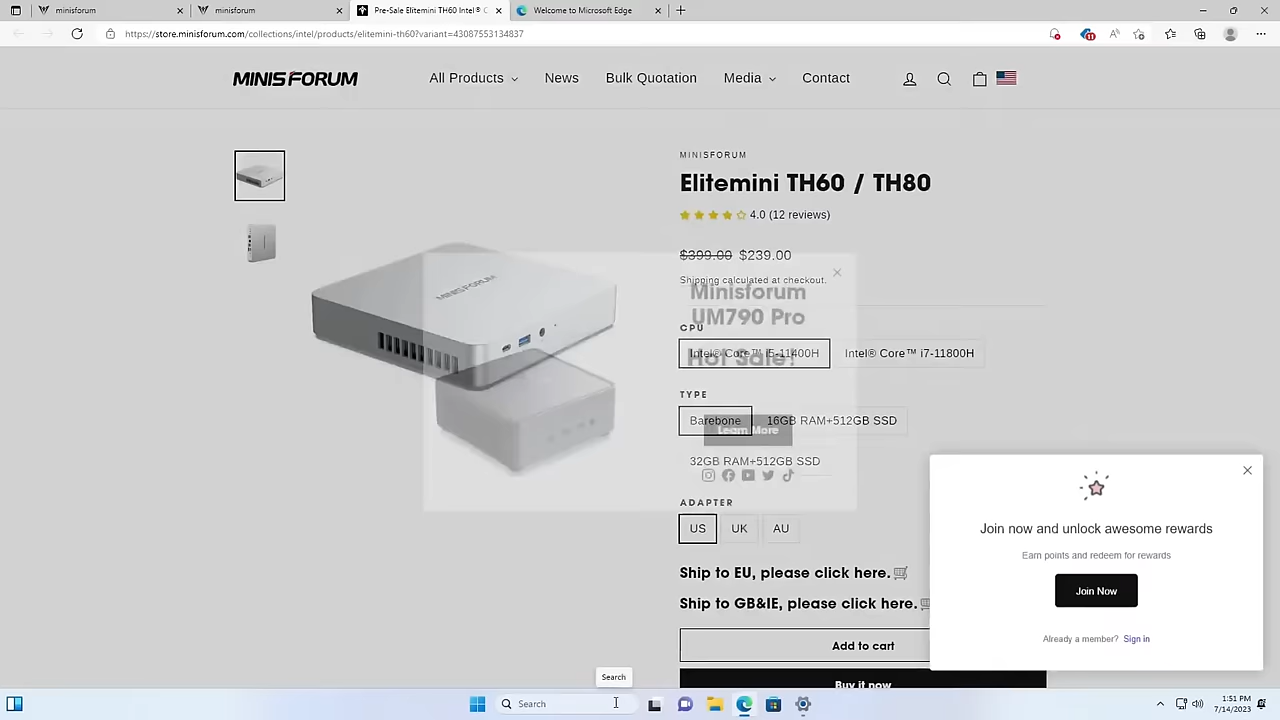 minisforum
minisforum
Pre-Sale Elitemini TH60 Intel® C
Welcome to Microsoft Edge
https://store.minisforum.com/collections/intel/products/elitemini-th60?variant=43087553134837
11
MINISFORUM
All Products
News
Bulk Quotation
Media
Contact
MINISFORUM
Elitemini TH60 / TH80
4.0 (12 reviews)
$399.00 $239.00
Shipping calculated at checkout.
Minisforum
UM790 Pro
Hot Sale!
Learn More
CPU
Intel® Core™ i5-11400H
Intel® Core™ i7-11800H
TYPE
Barebone
16GB RAM+512GB SSD
32GB RAM+512GB SSD
ADAPTER
US
UK
AU
Ship to EU, please click here.
Ship to GB&IE, please click here.
Add to cart
Buy it now
MINISFORUM
Join now and unlock awesome rewards
Earn points and redeem for rewards
Join Now
Already a member? Sign in
Search
Search
1:51 PM
7/14/2023